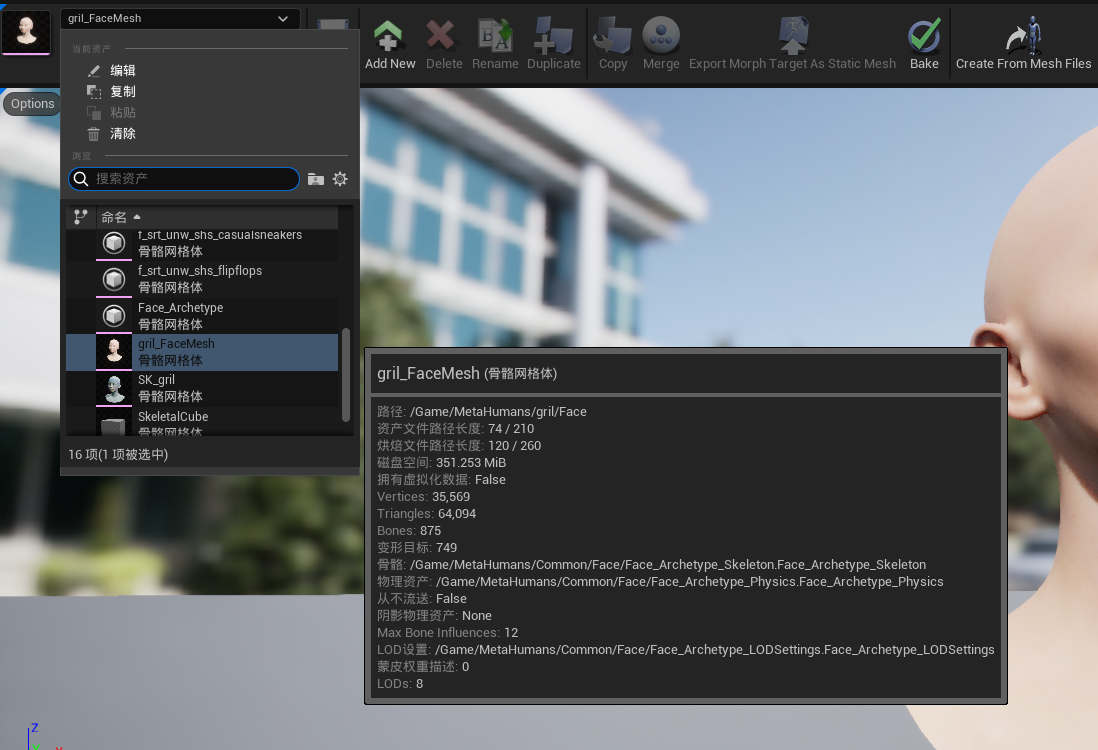 gril_FaceMesh
Add New
Delete
Rename
Duplicate
Copy
Merge
Export Morph Target As Static Mesh
Bake
Create From Mesh Files
Options
当前资产
编辑
复制
粘贴
清除
浏览
搜索资产
命名
f_srt_unw_shs_casualsneakers
骨骼网格体
f_srt_unw_shs_flipflops
骨骼网格体
Face_Archetype
骨骼网格体
gril_FaceMesh
骨骼网格体
SK_gril
骨骼网格体
SkeletalCube
骨骼网格体
16 项(1 项被选中)
gril_FaceMesh (骨骼网格体)
路径: /Game/MetaHumans/gril/Face
资产文件路径长度: 74 / 210
烘焙文件路径长度: 120 / 260
磁盘空间: 351.253 MiB
拥有虚拟化数据: False
Vertices: 35,569
Triangles: 64,094
Bones: 875
变形目标: 749
骨骼: /Game/MetaHumans/Common/Face/Face_Archetype_Skeleton.Face_Archetype_Skeleton
物理资产: /Game/MetaHumans/Common/Face/Face_Archetype_Physics.Face_Archetype_Physics
从不流送: False
阴影物理资产: None
Max Bone Influences: 12
LOD设置: /Game/MetaHumans/Common/Face/Face_Archetype_LODSettings.Face_Archetype_LODSettings
蒙皮权重描述: 0
LODs: 8
Z